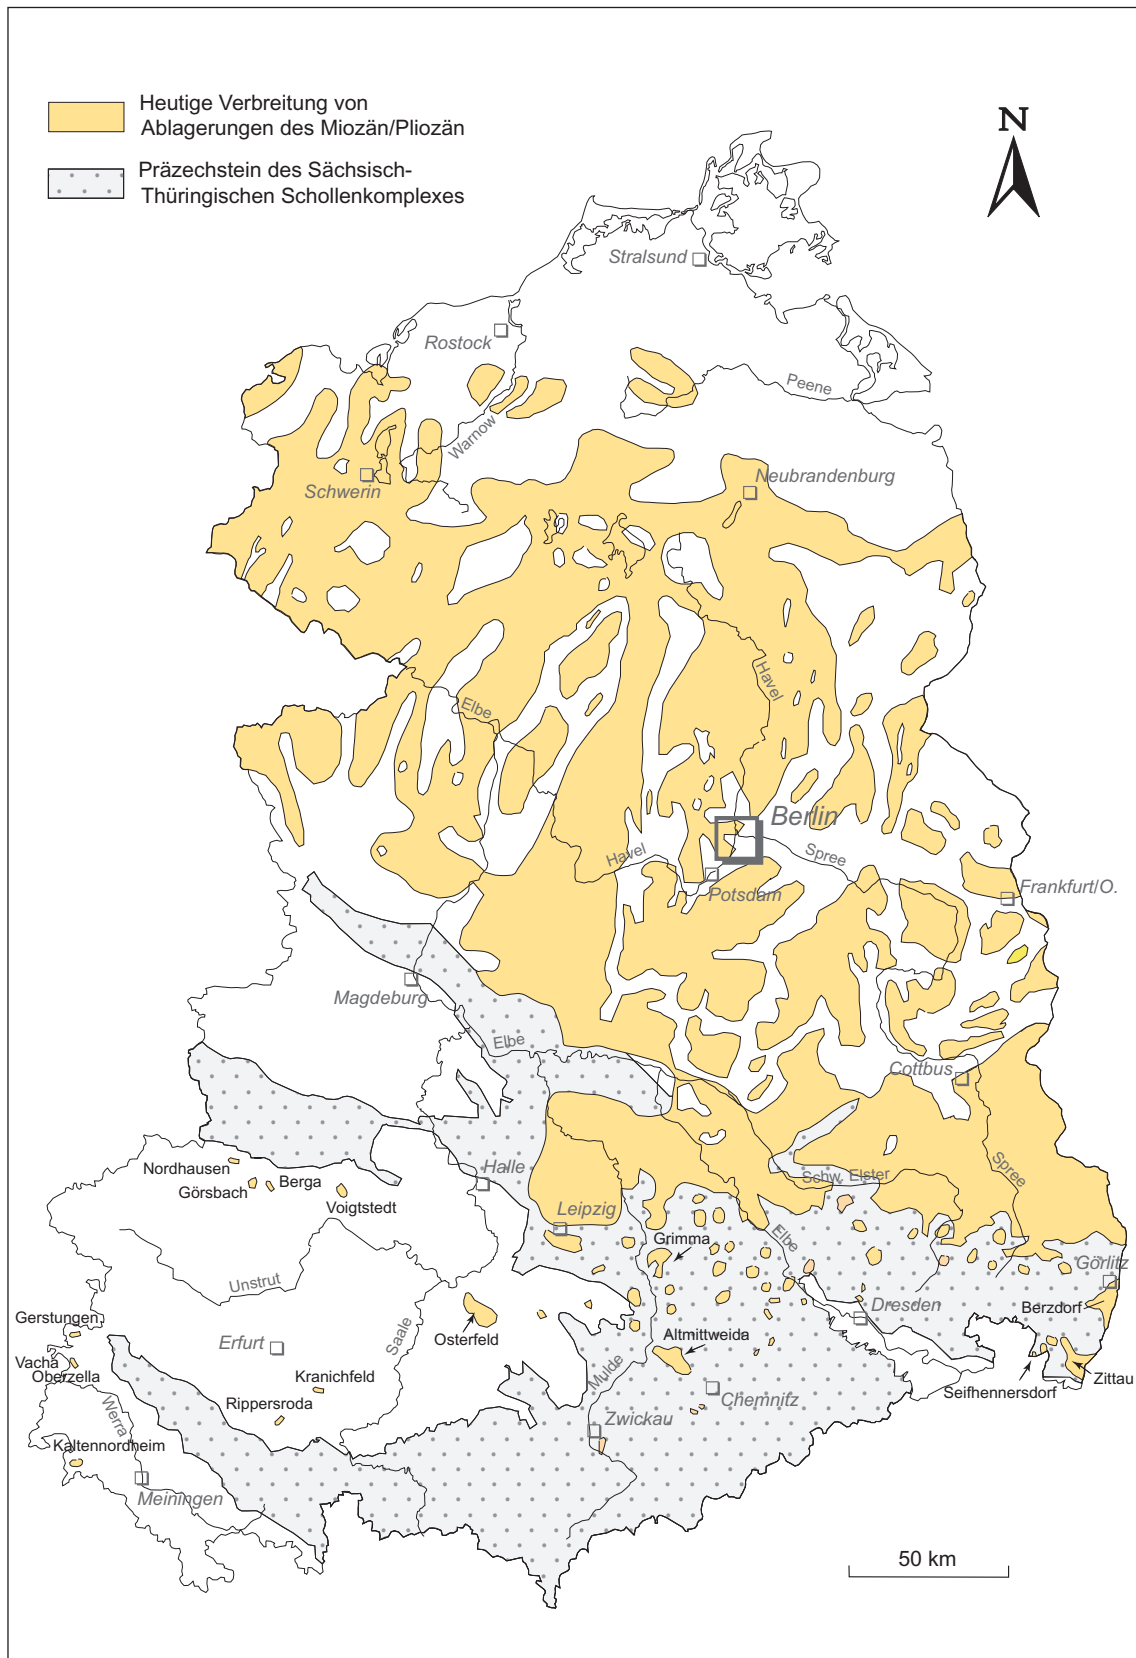 Heutige Verbreitung von
Ablagerungen des Miozän/Pliozän
Präzechstein des Sächsisch-
Thüringischen Schollenkomplexes
N
Stralsund
Rostock
Peene
Warnow
Schwerin
Neubrandenburg
Havel
Elbe
Berlin
Havel
Spree
Potsdam
Frankfurt/O.
Magdeburg
Elbe
Cottbus
Nordhausen
Görsbach
Berga
Voigtstedt
Halle
Schw. Elster
Spree
Leipzig
Grimma
Elbe
Görlitz
Unstrut
Berzdorf
Gerstungen
Erfurt
Saale
Osterfeld
Dresden
Altmittweida
Vacha
Oberzella
Kranichfeld
Mulde
Zittau
Seifhennersdorf
Rippersroda
Werra
Chemnitz
Zwickau
Kaltennordheim
Meiningen
50 km